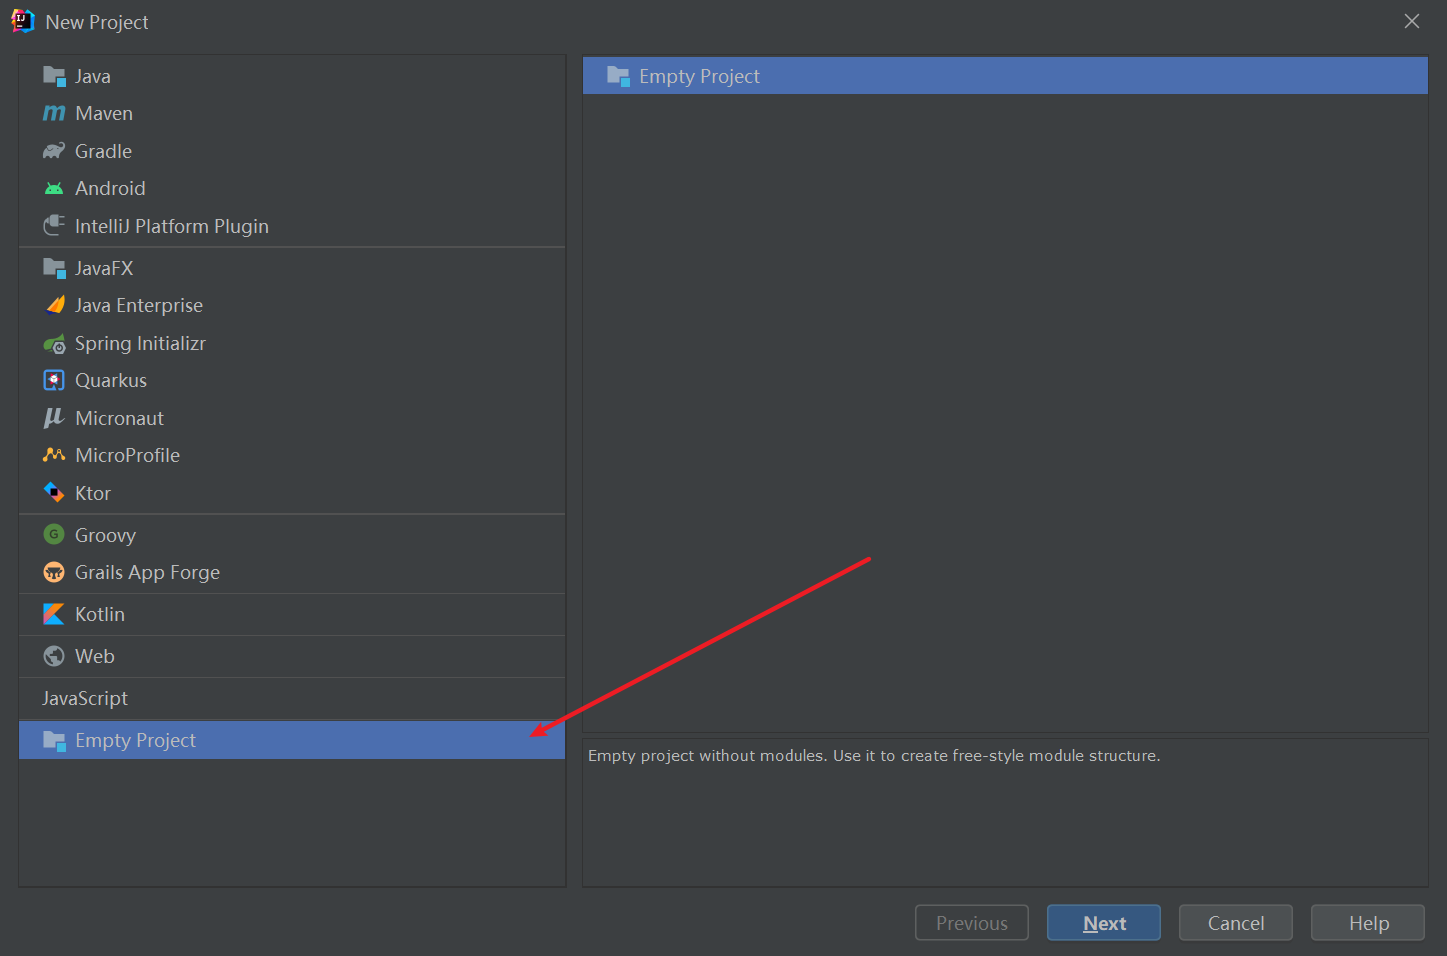 New Project
Java
Maven
Gradle
Android
IntelliJ Platform Plugin
JavaFX
Java Enterprise
Spring Initializr
Quarkus
Micronaut
MicroProfile
Ktor
Groovy
Grails App Forge
Kotlin
Web
JavaScript
Empty Project
Empty Project
Empty project without modules. Use it to create free-style module structure.
Previous
Next
Cancel
Help